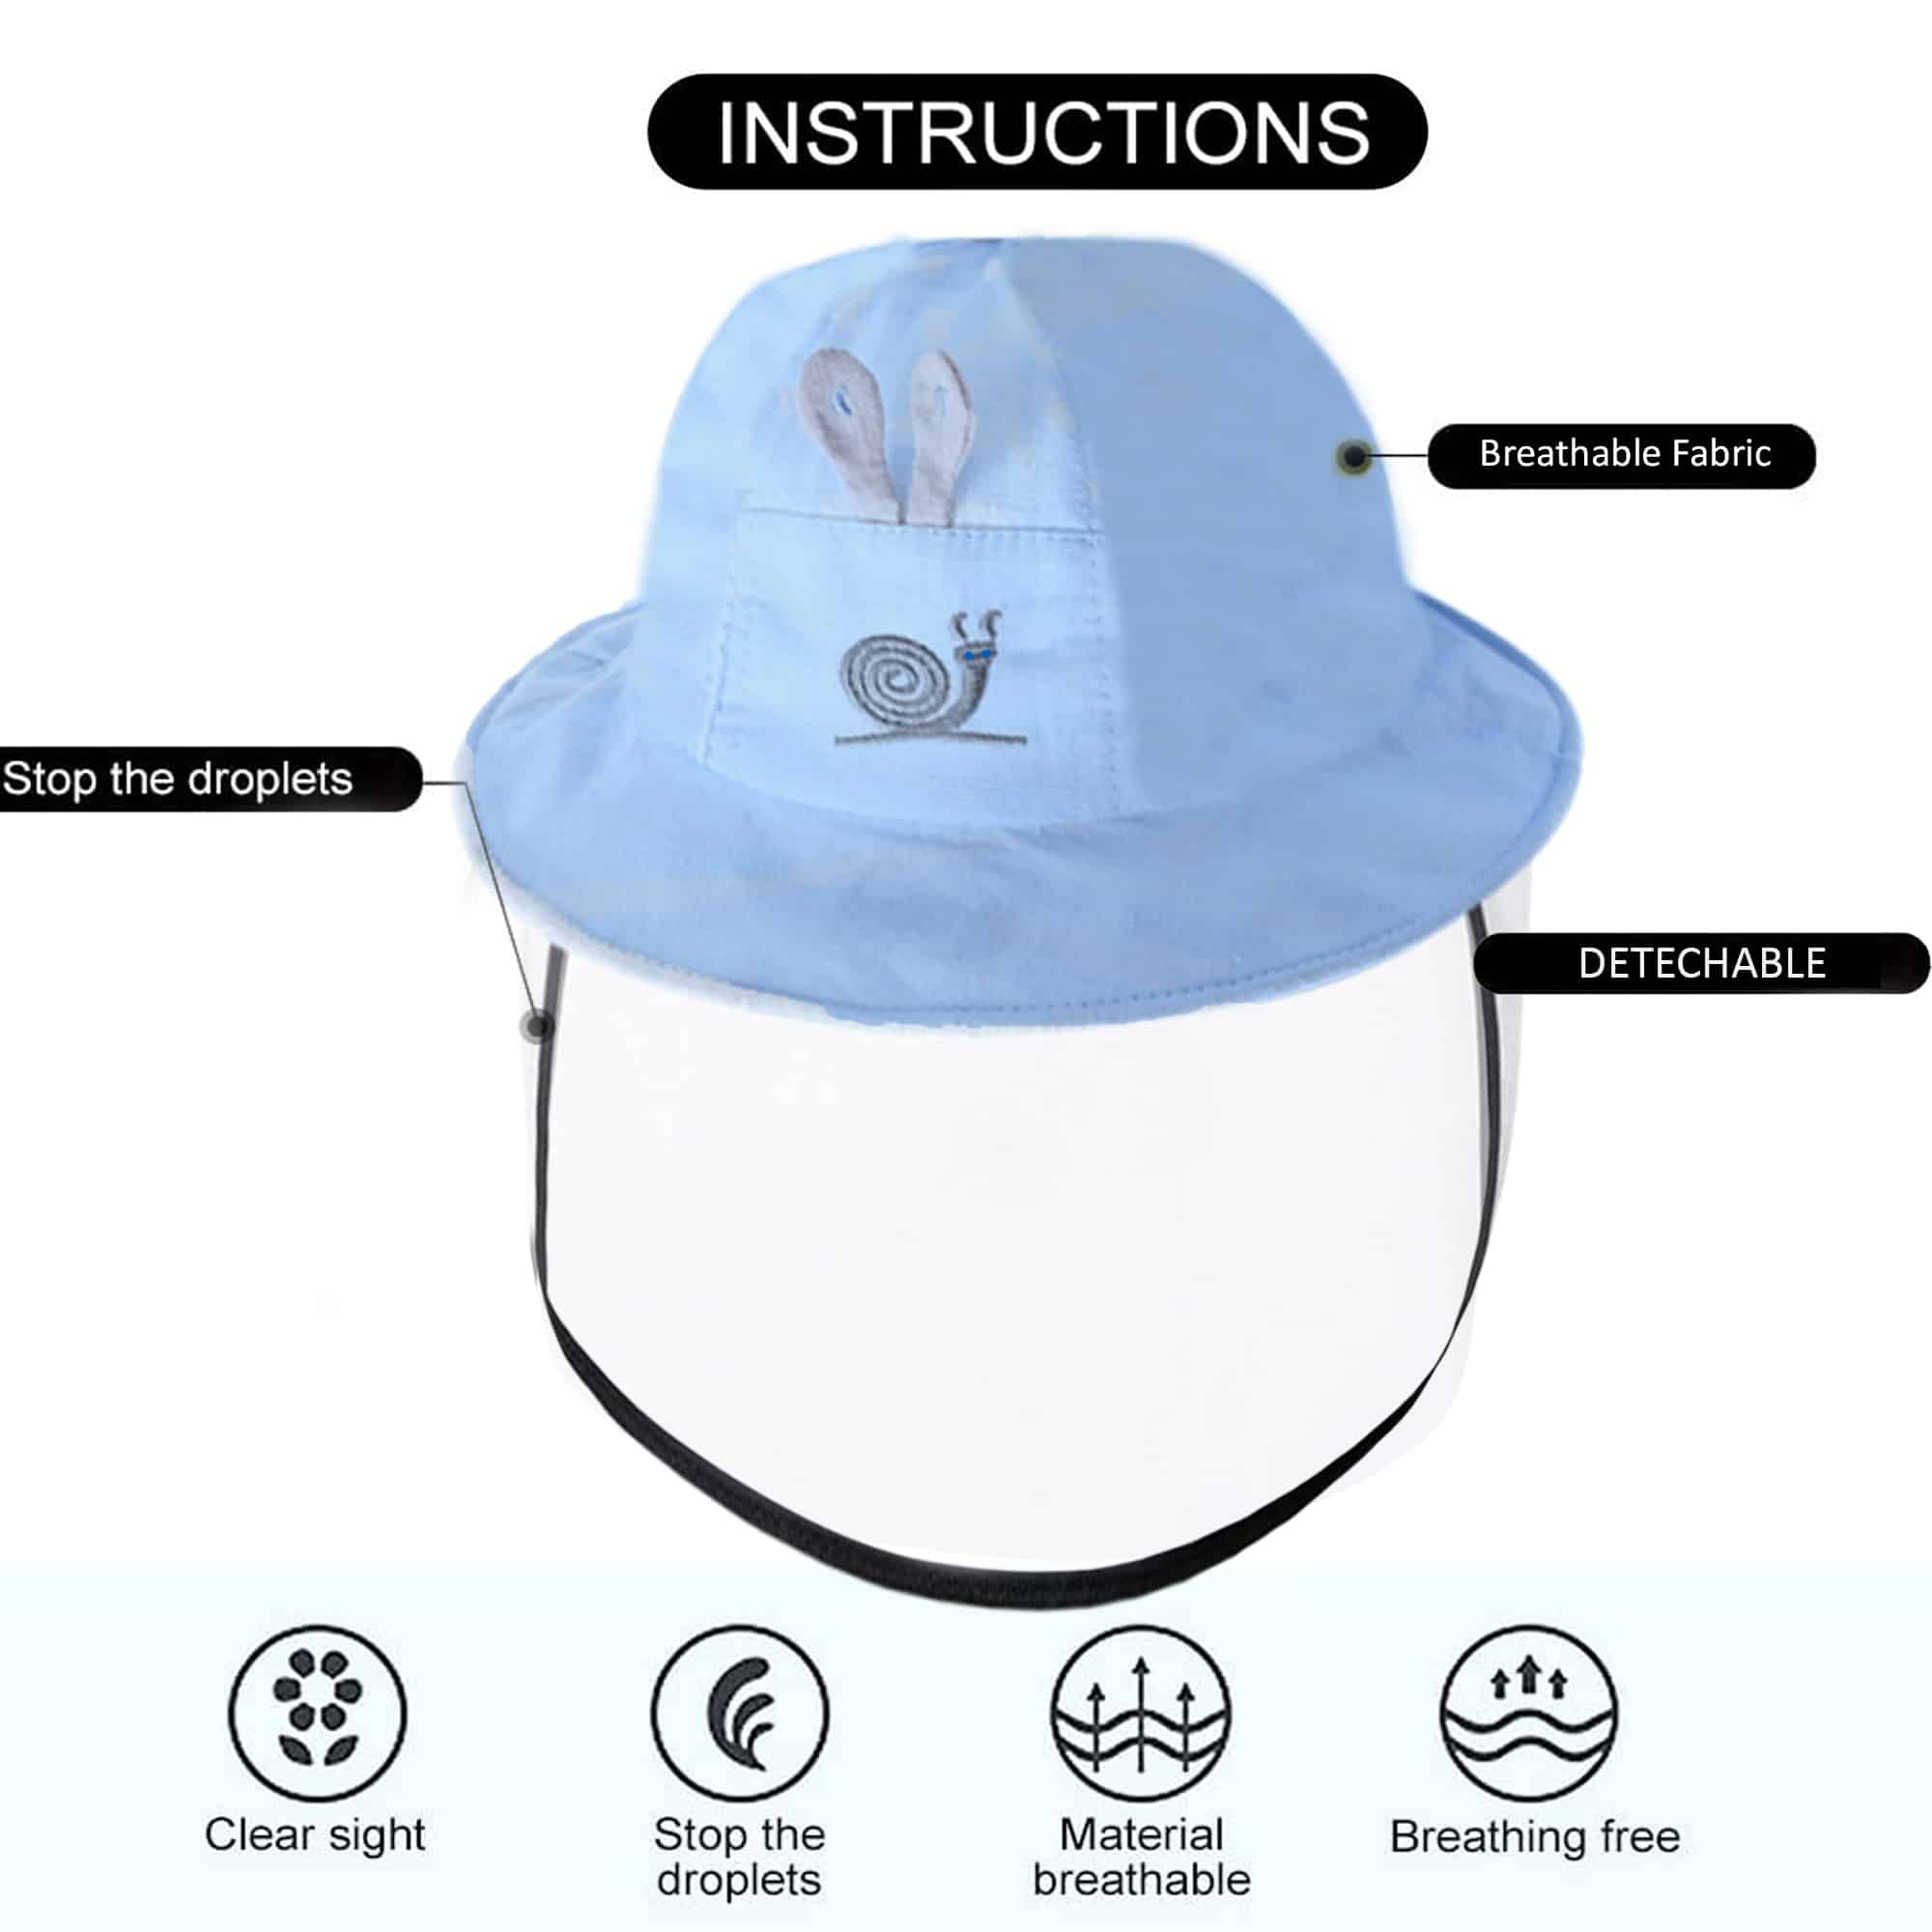 INSTRUCTIONS
Breathable Fabric
Stop the droplets
DETECHABLE
Clear sight
Stop the
droplets
Material
breathable
Breathing free